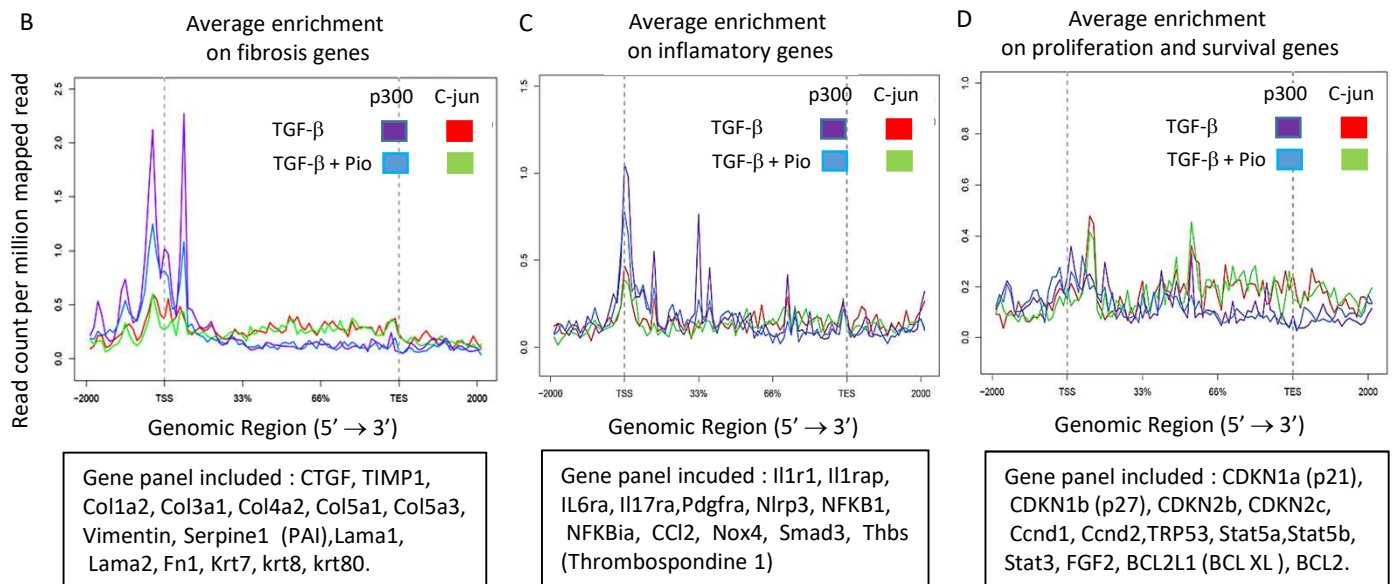 B
Average enrichment
on fibrosis genes
Read count per million mapped read
2.5
2.0
1.5
1.0
0.5
0.0
p300 C-jun
TGF-β
TGF-β + Pio
−2000 TSS 33% 66% TES 2000
Genomic Region (5′ → 3′)
Gene panel included : CTGF, TIMP1,
Col1a2, Col3a1, Col4a2, Col5a1, Col5a3,
Vimentin, Serpine1 (PAI),Lama1,
Lama2, Fn1, Krt7, krt8, krt80.
C
Average enrichment
on inflamatory genes
1.5
1.0
0.5
0.0
p300 C-jun
TGF-β
TGF-β + Pio
−2000 TSS 33% 66% TES 2000
Genomic Region (5′ → 3′)
Gene panel incuded : Il1r1, Il1rap,
IL6ra, Il17ra,Pdgfra, Nlrp3, NFKB1,
NFKBia, CCl2, Nox4, Smad3, Thbs
(Thrombospondine 1)
D
Average enrichment
on proliferation and survival genes
1.0
0.8
0.6
0.4
0.2
0.0
p300 C-jun
TGF-β
TGF-β + Pio
−2000 TSS 33% 66% TES 2000
Genomic Region (5′ → 3′)
Gene panel included : CDKN1a (p21),
CDKN1b (p27), CDKN2b, CDKN2c,
Ccnd1, Ccnd2,TRP53, Stat5a,Stat5b,
Stat3, FGF2, BCL2L1 (BCL XL ), BCL2.